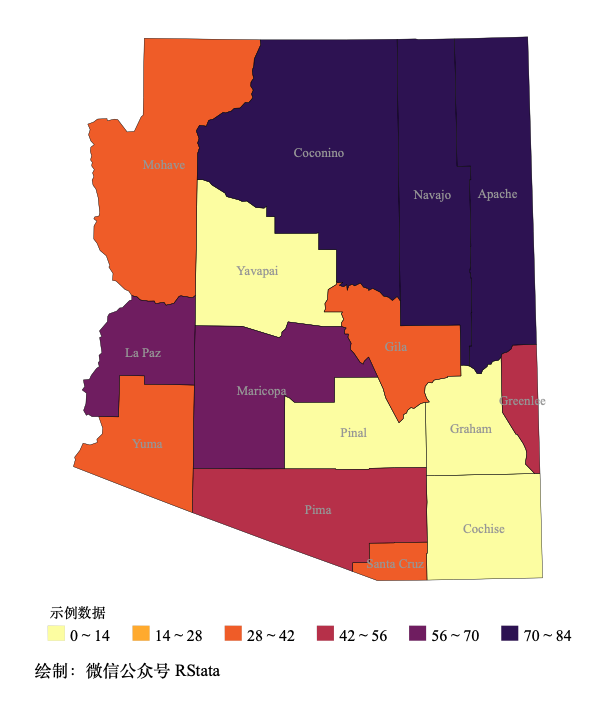 Mohave
Coconino
Navajo
Apache
Yavapai
La Paz
Gila
Maricopa
Greenlee
Yuma
Pinal
Graham
Pima
Cochise
Santa Cruz
示例数据
0 ~ 14 14 ~ 28 28 ~ 42 42 ~ 56 56 ~ 70 70 ~ 84
绘制：微信公众号 RStata